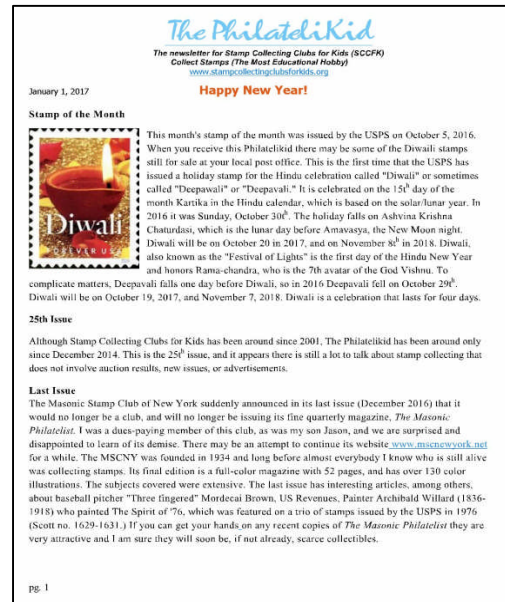 The PhilateliKid
The newsletter for Stamp Collecting Clubs for Kids (SCCFK)
Collect Stamps (The Most Educational Hobby)
www.stampcollectingclubsforkids.org
January 1, 2017
Happy New Year!
Stamp of the Month
Diwali
FOREVER USA
This month's stamp of the month was issued by the USPS on October 5, 2016.
When you receive this Philatelikid there may be some of the Diwaili stamps
still for sale at your local post office. This is the first time that the USPS has
issued a holiday stamp for the Hindu celebration called "Diwali" or sometimes
called "Deepawali" or "Deepavali." It is celebrated on the 15th day of the
month Kartika in the Hindu calendar, which is based on the solar/lunar year. In
2016 it was Sunday, October 30th. The holiday falls on Ashvina Krishna
Chaturdasi, which is the lunar day before Amavasya, the New Moon night.
Diwali will be on October 20 in 2017, and on November 8th in 2018. Diwali,
also known as the "Festival of Lights" is the first day of the Hindu New Year
and honors Rama-chandra, who is the 7th avatar of the God Vishnu. To
complicate matters, Deepavali falls one day before Diwali, so in 2016 Deepavali fell on October 29th.
Diwali will be on October 19, 2017, and November 7, 2018. Diwali is a celebration that lasts for four days.
25th Issue
Although Stamp Collecting Clubs for Kids has been around since 2001, The Philatelikid has been around only
since December 2014. This is the 25th issue, and it appears there is still a lot to talk about stamp collecting that
does not involve auction results, new issues, or advertisements.
Last Issue
The Masonic Stamp Club of New York suddenly announced in its last issue (December 2016) that it
would no longer be a club, and will no longer be issuing its fine quarterly magazine, The Masonic
Philatelist. I was a dues-paying member of this club, as was my son Jason, and we are surprised and
disappointed to learn of its demise. There may be an attempt to continue its website www.mscnewyork.net
for a while. The MSCNY was founded in 1934 and long before almost everybody I know who is still alive
was collecting stamps. Its final edition is a full-color magazine with 52 pages, and has over 130 color
illustrations. The subjects covered were extensive. The last issue has interesting articles, among others,
about baseball pitcher "Three fingered" Mordecai Brown, US Revenues, Painter Archibald Willard (1836-
1918) who painted The Spirit of '76, which was featured on a trio of stamps issued by the USPS in 1976
(Scott no. 1629-1631.) If you can get your hands on any recent copies of The Masonic Philatelist they are
very attractive and I am sure they will soon be, if not already, scarce collectibles.
pg. 1